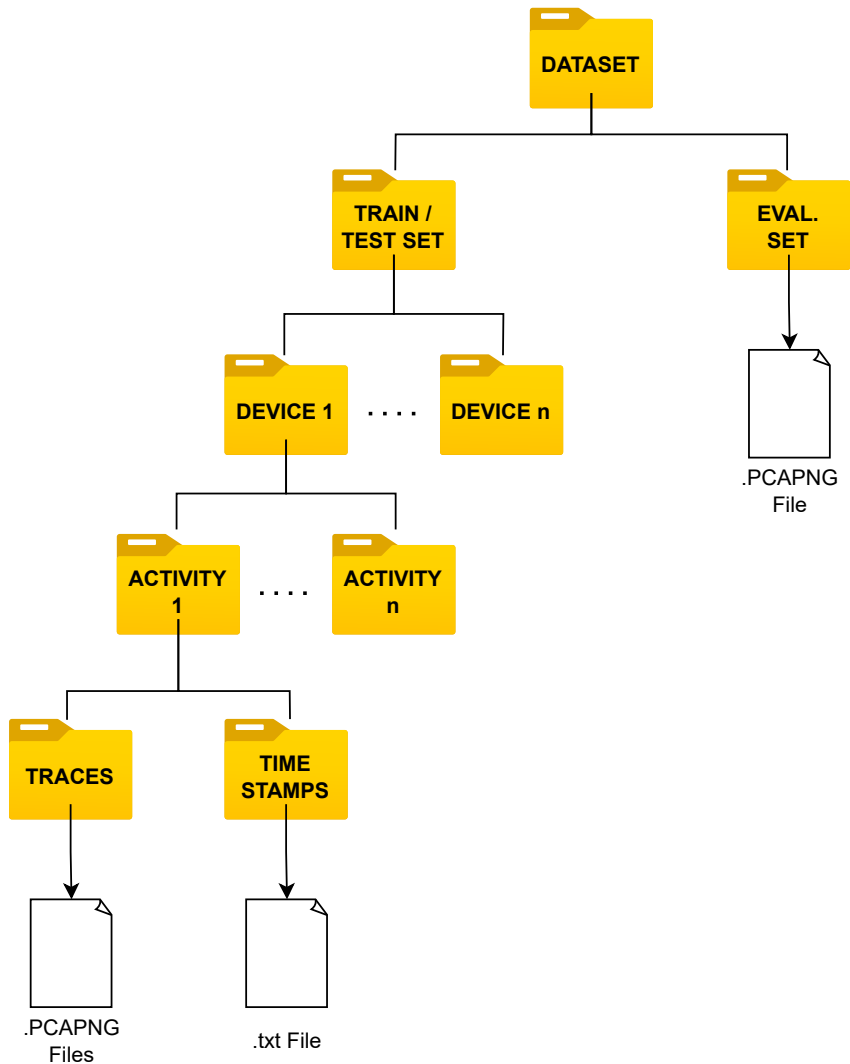 DATASET
TRAIN /
TEST SET
EVAL.
SET
DEVICE 1
. . . .
DEVICE n
.PCAPNG
File
ACTIVITY
1
. . . .
ACTIVITY
n
TRACES
TIME
STAMPS
.PCAPNG
Files
.txt File